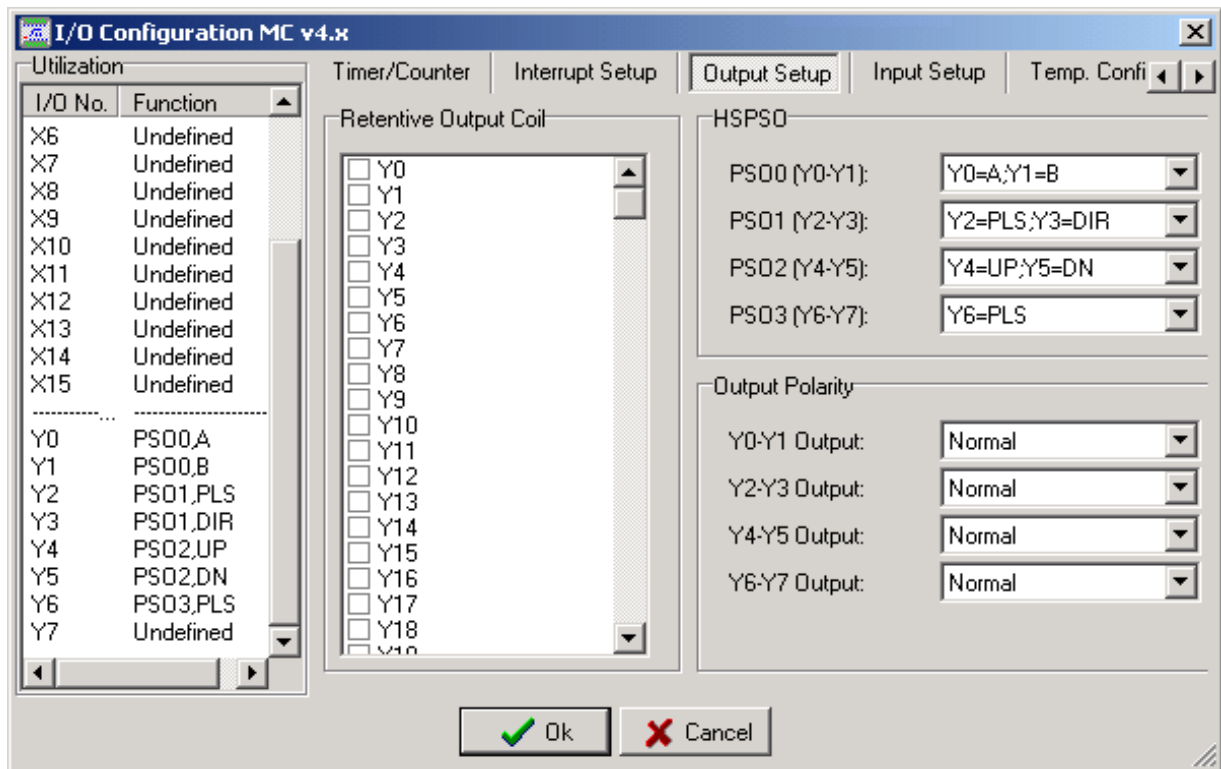 I/O Configuration MC v4.x
Utilization
I/O No. Function
X6 Undefined
X7 Undefined
X8 Undefined
X9 Undefined
X10 Undefined
X11 Undefined
X12 Undefined
X13 Undefined
X14 Undefined
X15 Undefined
-----------... ---------------------
Y0 PSO0,A
Y1 PSO0,B
Y2 PSO1,PLS
Y3 PSO1,DIR
Y4 PSO2,UP
Y5 PSO2,DN
Y6 PSO3,PLS
Y7 Undefined
Timer/Counter Interrupt Setup Output Setup Input Setup Temp. Confi
Retentive Output Coil
Y0
Y1
Y2
Y3
Y4
Y5
Y6
Y7
Y8
Y9
Y10
Y11
Y12
Y13
Y14
Y15
Y16
Y17
Y18
Y19
HSPSO
PSO0 (Y0-Y1): Y0=A;Y1=B
PSO1 (Y2-Y3): Y2=PLS;Y3=DIR
PSO2 (Y4-Y5): Y4=UP;Y5=DN
PSO3 (Y6-Y7): Y6=PLS
Output Polarity
Y0-Y1 Output: Normal
Y2-Y3 Output: Normal
Y4-Y5 Output: Normal
Y6-Y7 Output: Normal
Ok Cancel